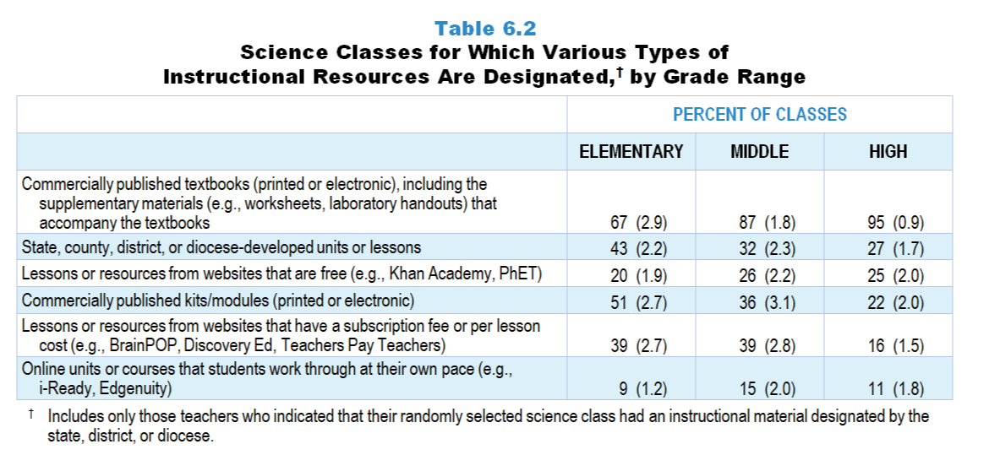 Table 6.2
Science Classes for Which Various Types of
Instructional Resources Are Designated,† by Grade Range
PERCENT OF CLASSES
ELEMENTARY MIDDLE HIGH
Commercially published textbooks (printed or electronic), including the
supplementary materials (e.g., worksheets, laboratory handouts) that
accompany the textbooks 67 (2.9) 87 (1.8) 95 (0.9)
State, county, district, or diocese-developed units or lessons 43 (2.2) 32 (2.3) 27 (1.7)
Lessons or resources from websites that are free (e.g., Khan Academy, PhET) 20 (1.9) 26 (2.2) 25 (2.0)
Commercially published kits/modules (printed or electronic) 51 (2.7) 36 (3.1) 22 (2.0)
Lessons or resources from websites that have a subscription fee or per lesson
cost (e.g., BrainPOP, Discovery Ed, Teachers Pay Teachers) 39 (2.7) 39 (2.8) 16 (1.5)
Online units or courses that students work through at their own pace (e.g.,
i-Ready, Edgenuity) 9 (1.2) 15 (2.0) 11 (1.8)
† Includes only those teachers who indicated that their randomly selected science class had an instructional material designated by the
state, district, or diocese.